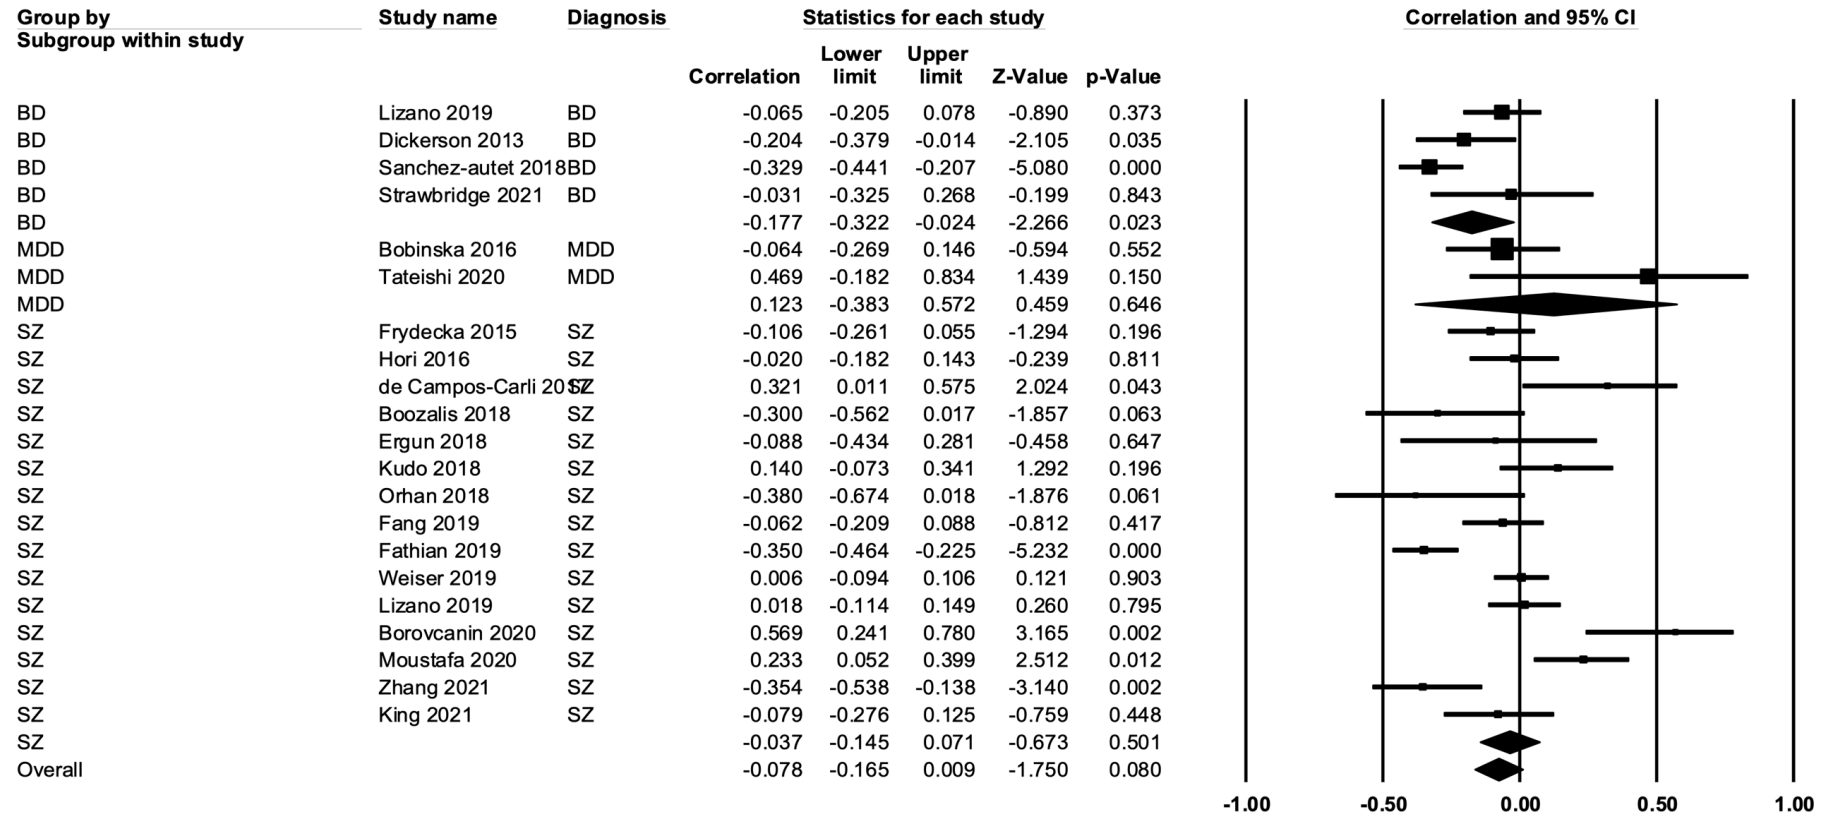 Group by Study name Diagnosis Statistics for each study Correlation and 95% CI
Subgroup within study
Lower Upper
Correlation limit limit Z-Value p-Value
BD Lizano 2019 BD -0.065 -0.205 0.078 -0.890 0.373
BD Dickerson 2013 BD -0.204 -0.379 -0.014 -2.105 0.035
BD Sanchez-autet 2018 BD -0.329 -0.441 -0.207 -5.080 0.000
BD Strawbridge 2021 BD -0.031 -0.325 0.268 -0.199 0.843
BD -0.177 -0.322 -0.024 -2.266 0.023
MDD Bobinska 2016 MDD -0.064 -0.269 0.146 -0.594 0.552
MDD Tateishi 2020 MDD 0.469 -0.182 0.834 1.439 0.150
MDD 0.123 -0.383 0.572 0.459 0.646
SZ Frydecka 2015 SZ -0.106 -0.261 0.055 -1.294 0.196
SZ Hori 2016 SZ -0.020 -0.182 0.143 -0.239 0.811
SZ de Campos-Carli 2017 SZ 0.321 0.011 0.575 2.024 0.043
SZ Boozalis 2018 SZ -0.300 -0.562 0.017 -1.857 0.063
SZ Ergun 2018 SZ -0.088 -0.434 0.281 -0.458 0.647
SZ Kudo 2018 SZ 0.140 -0.073 0.341 1.292 0.196
SZ Orhan 2018 SZ -0.380 -0.674 0.018 -1.876 0.061
SZ Fang 2019 SZ -0.062 -0.209 0.088 -0.812 0.417
SZ Fathian 2019 SZ -0.350 -0.464 -0.225 -5.232 0.000
SZ Weiser 2019 SZ 0.006 -0.094 0.106 0.121 0.903
SZ Lizano 2019 SZ 0.018 -0.114 0.149 0.260 0.795
SZ Borovcanin 2020 SZ 0.569 0.241 0.780 3.165 0.002
SZ Moustafa 2020 SZ 0.233 0.052 0.399 2.512 0.012
SZ Zhang 2021 SZ -0.354 -0.538 -0.138 -3.140 0.002
SZ King 2021 SZ -0.079 -0.276 0.125 -0.759 0.448
SZ -0.037 -0.145 0.071 -0.673 0.501
Overall -0.078 -0.165 0.009 -1.750 0.080
-1.00 -0.50 0.00 0.50 1.00